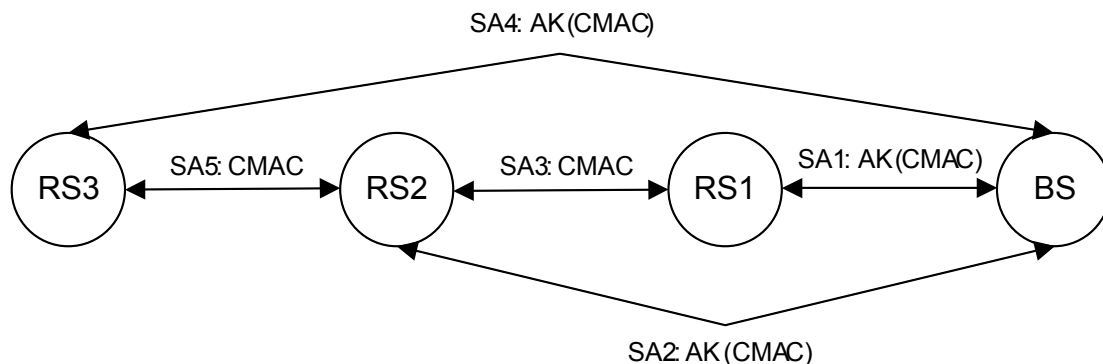 SA4: AK(CMAC)
SA5: CMAC
SA3: CMAC
SA1: AK(CMAC)
RS3
RS2
RS1
BS
SA2: AK(CMAC)